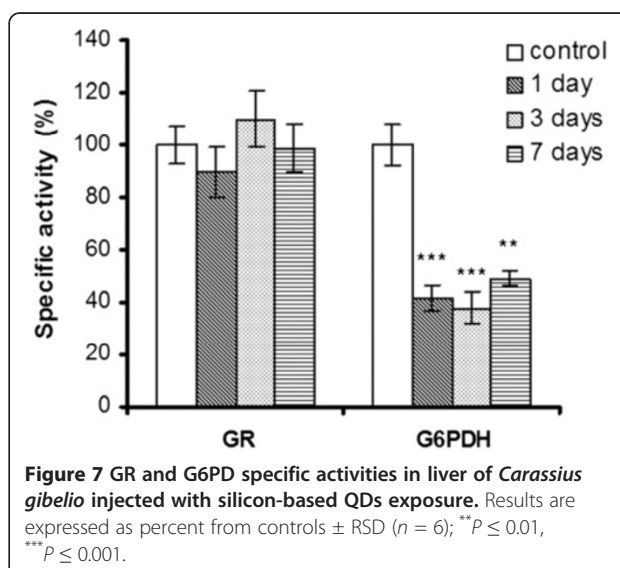 140
120
100
80
60
40
20
0
Specific activity (%)
control
1 day
3 days
7 days
***
***
**
GR
G6PDH
Figure 7 GR and G6PD specific activities in liver of Carassius
gibelio injected with silicon-based QDs exposure. Results are
expressed as percent from controls ± RSD (n = 6); **P ≤ 0.01,
***P ≤ 0.001.